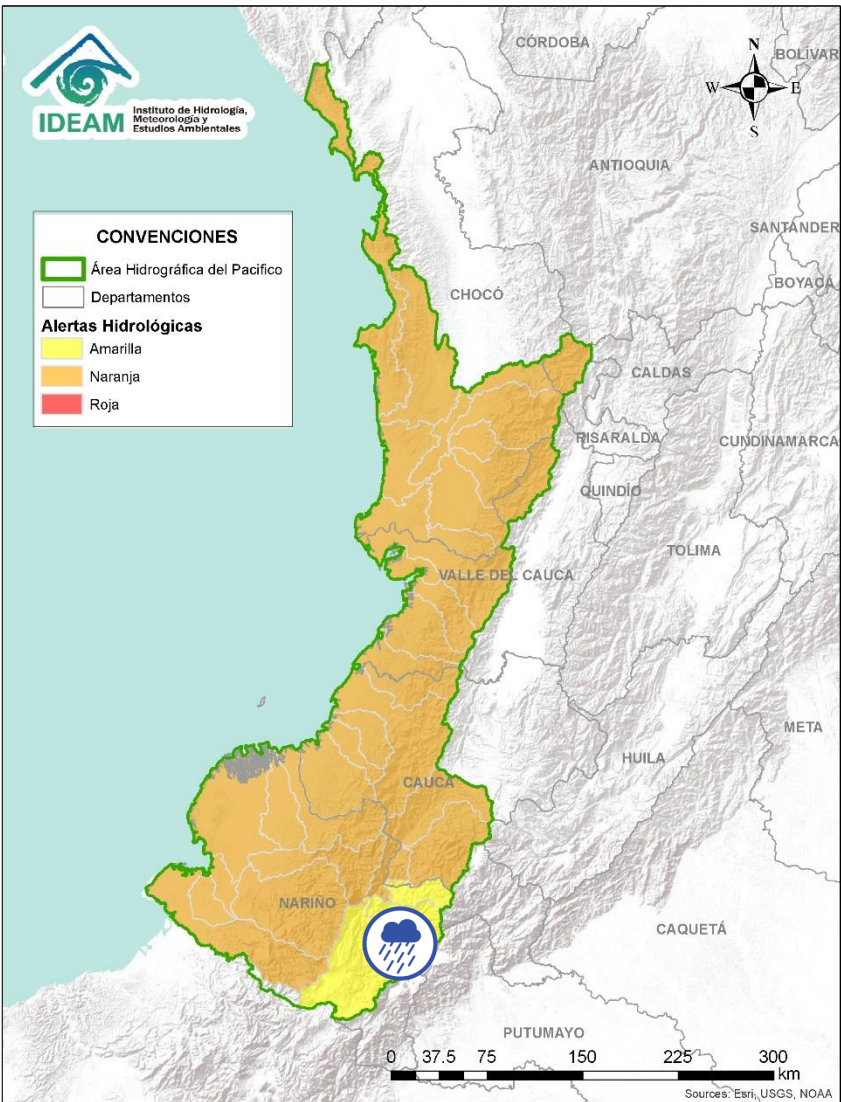 IDEAM
Instituto de Hidrología,
Meteorología y
Estudios Ambientales
N
W
E
S
CÓRDOBA
BOLIVAR
ANTIOQUIA
SANTANDER
BOYACÁ
CHOCÓ
CALDAS
RISARALDA
CUNDINAMARCA
QUINDÍO
TOLIMA
VALLE DEL CAUCA
META
HUILA
CAUCA
NARIÑO
CAQUETÁ
PUTUMAYO
CONVENCIONES
Área Hidrográfica del Pacifico
Departamentos
Alertas Hidrológicas
Amarilla
Naranja
Roja
0 37.5 75 150 225 300
km
Sources: Esri, USGS, NOAA